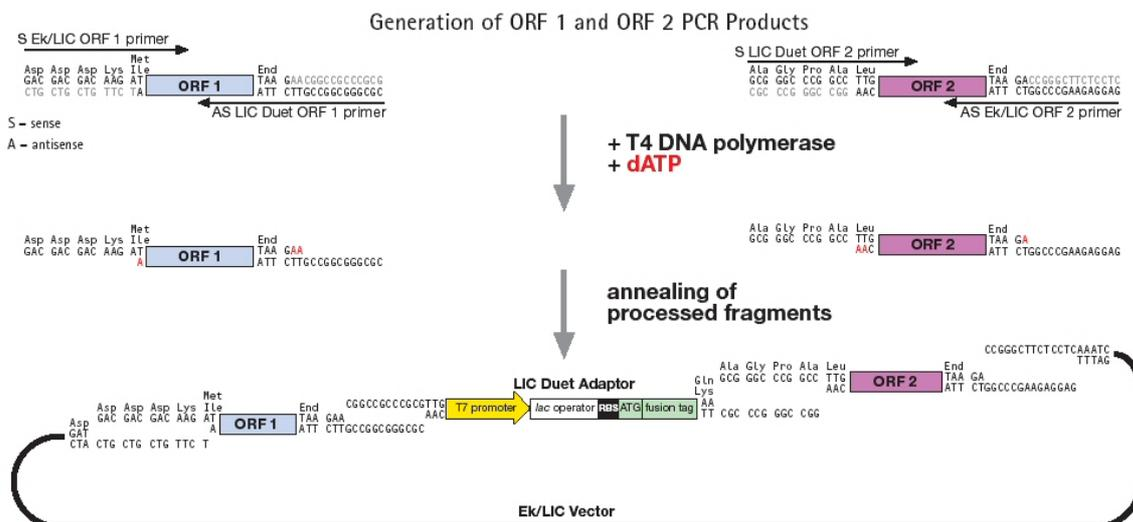 Generation of ORF 1 and ORF 2 PCR Products
S Ek/LIC ORF 1 primer
Met
Asp Asp Asp Lys Ile End
GAC GAC GAC AAG AT ORF 1 TAA GAACGGCCGCCCGCG
CTG CTG CTG TTC TA ATT CTTGCCGGCGGGCGC
AS LIC Duet ORF 1 primer
S – sense
A – antisense
S LIC Duet ORF 2 primer
Ala Gly Pro Ala Leu End
GCG GGC CCG GCC TTG ORF 2 TAA GACCGGGCTTCTCCTC
CGC CCG GGC CGG AAC ATT CTGGCCCGAAGAGGAG
AS Ek/LIC ORF 2 primer
+ T4 DNA polymerase
+ dATP
Met
Asp Asp Asp Lys Ile End
GAC GAC GAC AAG AT ORF 1 TAA GAA
A ATT CTTGCCGGCGGGCGC
Ala Gly Pro Ala Leu End
GCG GGC CCG GCC TTG ORF 2 TAA GA
AAC ATT CTGGCCCGAAGAGGAG
annealing of
processed fragments
CCGGGCTTCTCCTCAAATC
TTTAG
Ala Gly Pro Ala Leu End
GCG GGC CCG GCC TTG ORF 2 TAA GA
AAC ATT CTGGCCCGAAGAGGAG
LIC Duet Adaptor
Gln
Lys
AA
TT CGC CCG GGC CGG
CGGCCGCCCGCGTTG T7 promoter lac operator RBS ATG fusion tag
AAC
Met
Asp Asp Asp Lys Ile End
GAC GAC GAC AAG AT ORF 1 TAA GAA
A ATT CTTGCCGGCGGGCGC
Asp
GAT
CTA CTG CTG CTG TTC T
Ek/LIC Vector